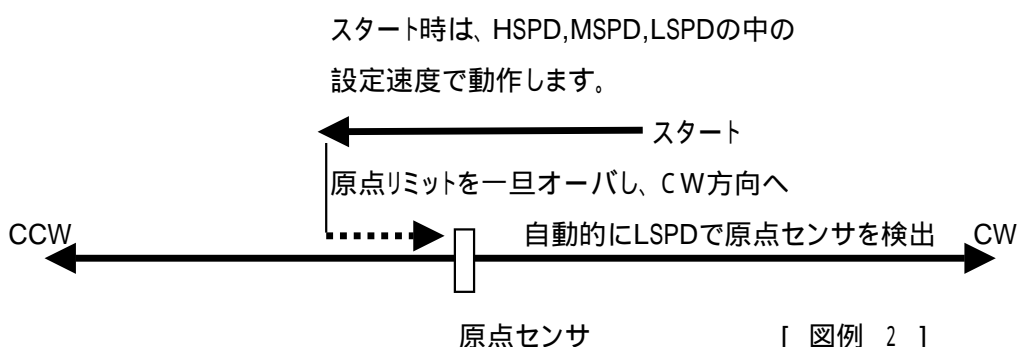 スタート時は、HSPD,MSPD,LSPDの中の
設定速度で動作します。
スタート
原点リミットを一旦オーバし、CW方向へ
CCW
自動的にLSPDで原点センサを検出
CW
原点センサ
[ 図例 2 ]